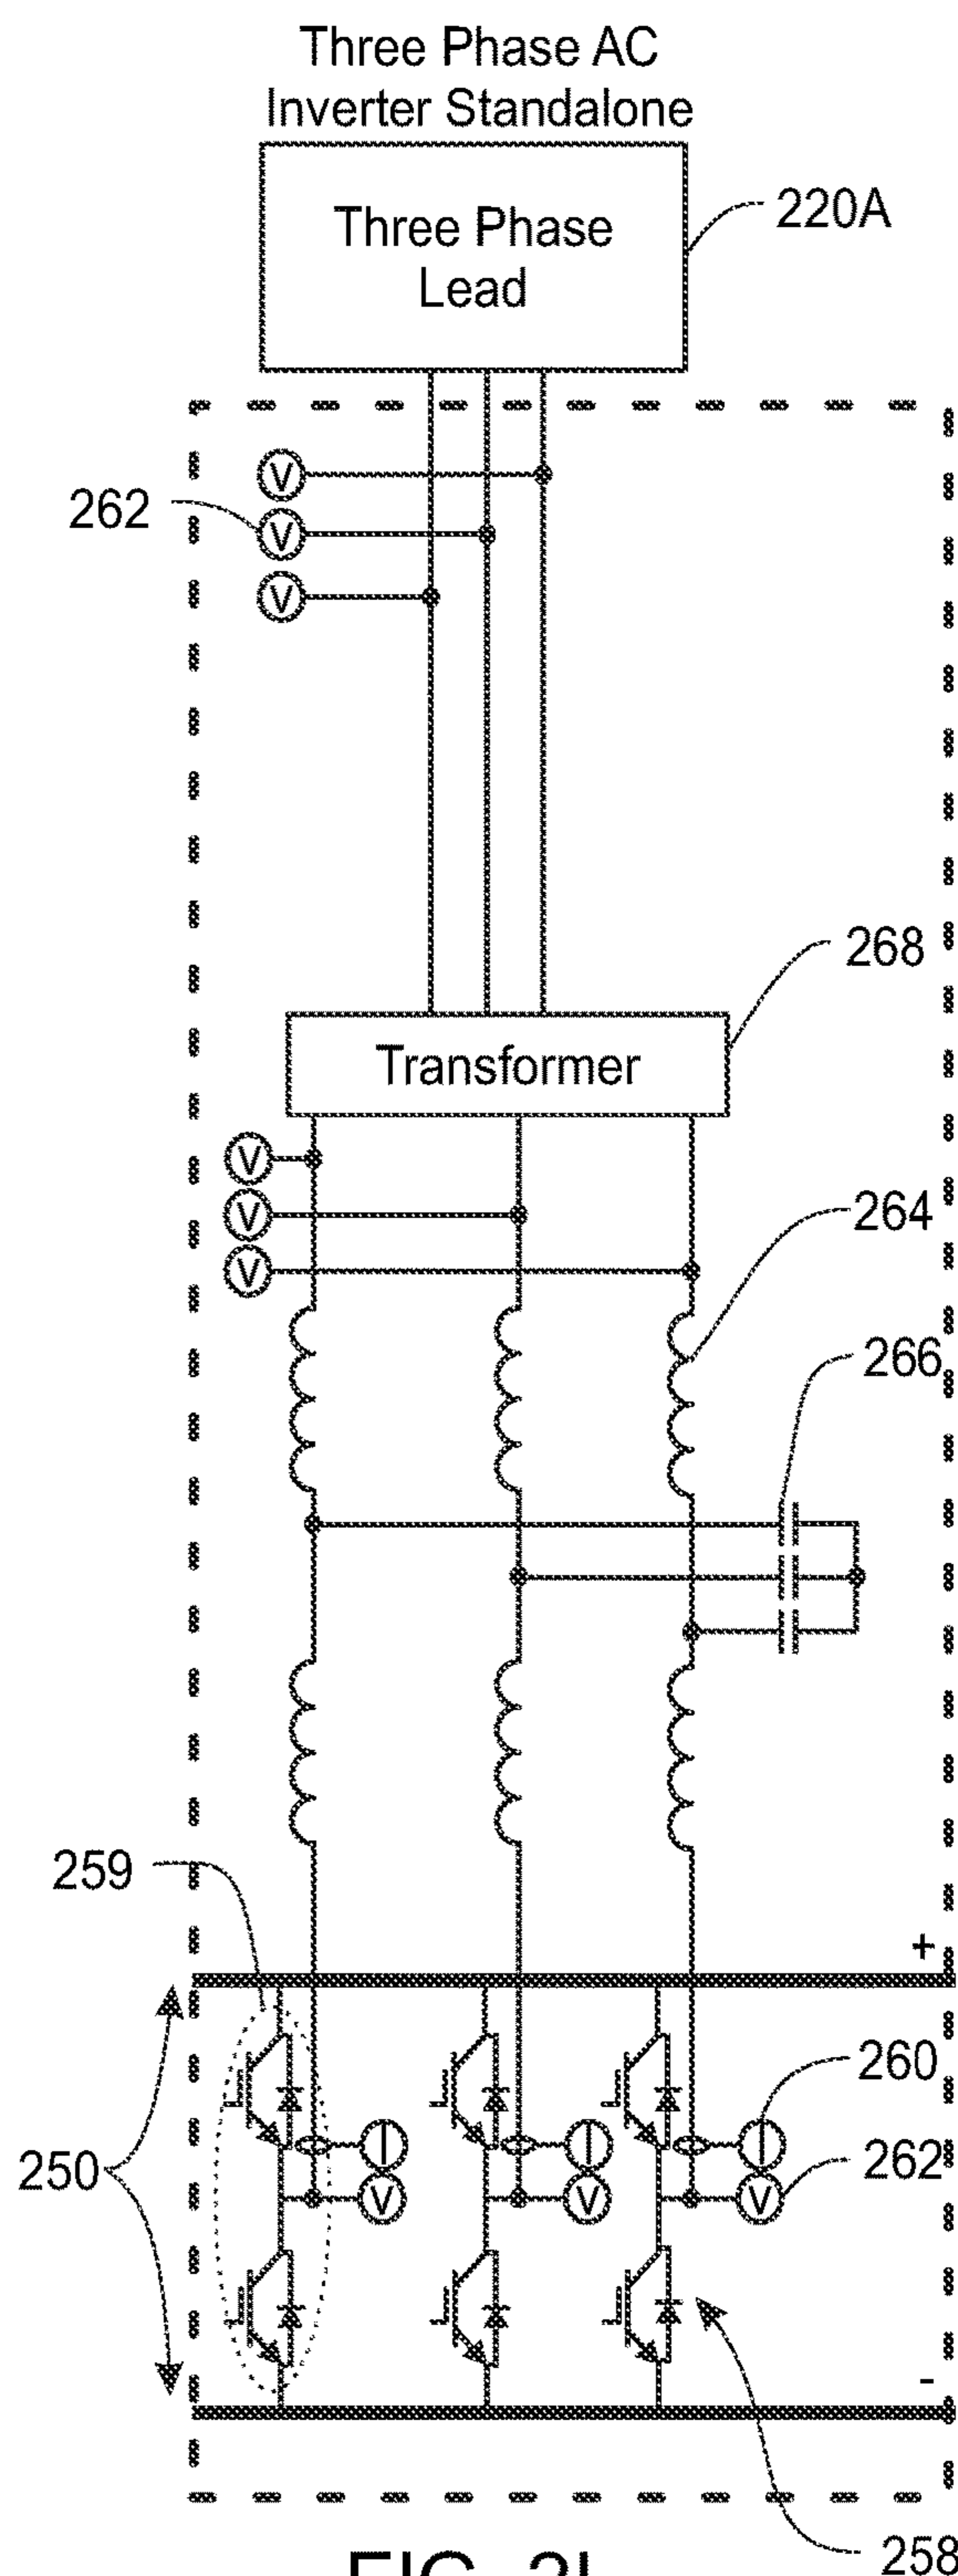 Three Phase AC
Inverter Standalone
Three Phase
Lead
220A
V
262
V
V
268
Transformer
V
V
264
V
266
259
+
260
I I I
250
V V V
262
-
258